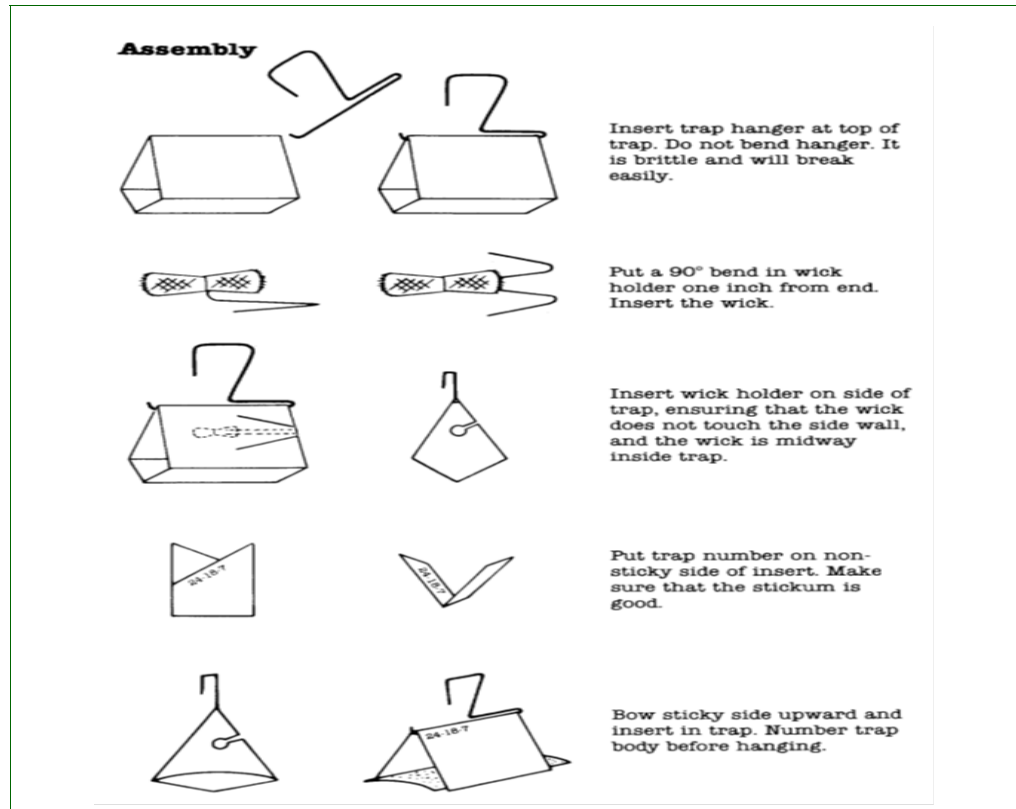 Assembly
Insert trap hanger at top of
trap. Do not bend hanger. It
is brittle and will break
easily.
Put a 90° bend in wick
holder one inch from end.
Insert the wick.
Insert wick holder on side of
trap, ensuring that the wick
does not touch the side wall,
and the wick is midway
inside trap.
24-18-7
24-18-7
Put trap number on non-
sticky side of insert. Make
sure that the stickum is
good.
24-18-7
Bow sticky side upward and
insert in trap. Number trap
body before hanging.